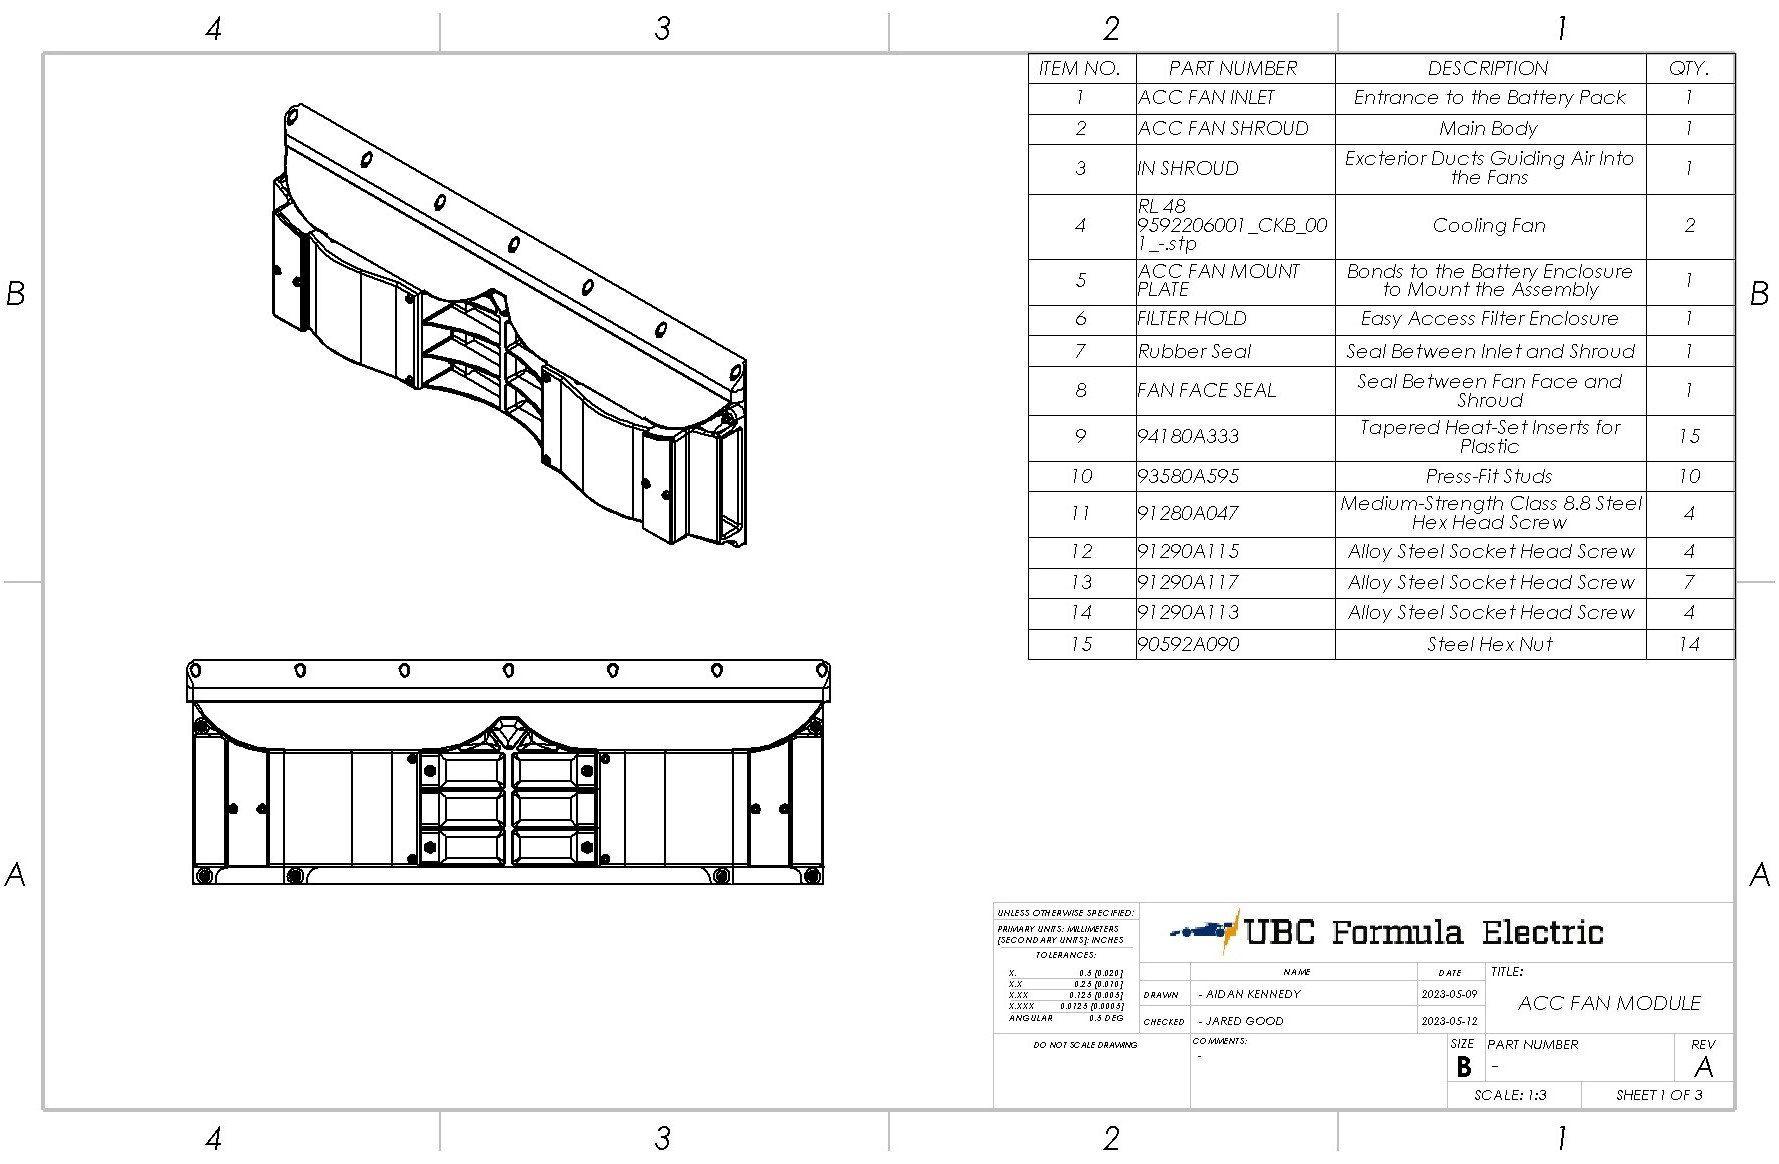 4 3 2 1
B B
A A
ITEM NO. PART NUMBER DESCRIPTION QTY.
1 ACC FAN INLET Entrance to the Battery Pack 1
2 ACC FAN SHROUD Main Body 1
3 IN SHROUD Excterior Ducts Guiding Air Into
the Fans 1
4 RL 48
9592206001_CKB_00
1_-.stp Cooling Fan 2
5 ACC FAN MOUNT
PLATE Bonds to the Battery Enclosure
to Mount the Assembly 1
6 FILTER HOLD Easy Access Filter Enclosure 1
7 Rubber Seal Seal Between Inlet and Shroud 1
8 FAN FACE SEAL Seal Between Fan Face and
Shroud 1
9 94180A333 Tapered Heat-Set Inserts for
Plastic 15
10 93580A595 Press-Fit Studs 10
11 91280A047 Medium-Strength Class 8.8 Steel
Hex Head Screw 4
12 91290A115 Alloy Steel Socket Head Screw 4
13 91290A117 Alloy Steel Socket Head Screw 7
14 91290A113 Alloy Steel Socket Head Screw 4
15 90592A090 Steel Hex Nut 14
UNLESS OTHERWISE SPECIFIED:
PRIMARY UNITS: MILLIMETERS
[SECONDARY UNITS]: INCHES
TOLERANCES:
X. 0.5 [0.020]
X.X 0.25 [0.010]
X.XX 0.125 [0.005]
X.XXX 0.0125 [0.0005]
ANGULAR 0.5 DEG
DO NOT SCALE DRAWING
UBC Formula Electric
NAME DATE
DRAWN - AIDAN KENNEDY 2023-05-09
CHECKED - JARED GOOD 2023-05-12
COMMENTS:
-
TITLE:
ACC FAN MODULE
SIZE
B
PART NUMBER
-
REV
A
SCALE: 1:3 SHEET 1 OF 3
4 3 2 1